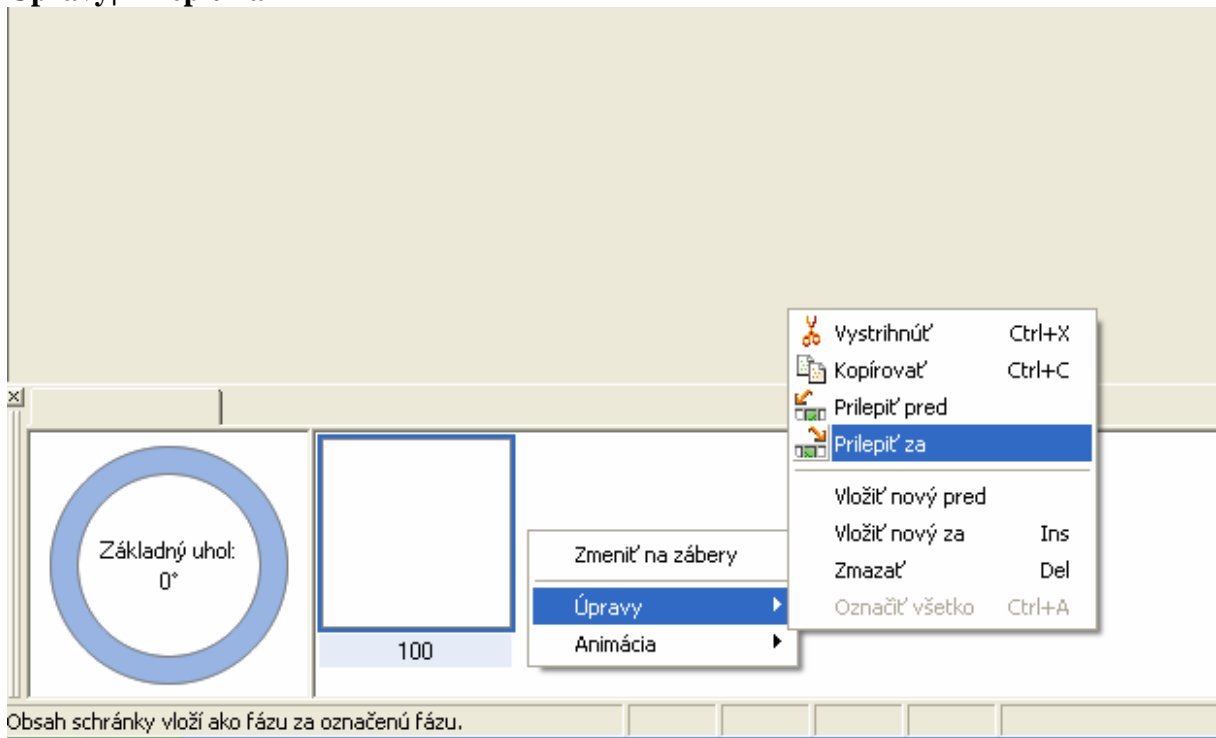 Vystrihnúť Ctrl+X
Kopírovať Ctrl+C
Prilepiť pred
Prilepiť za
Vložiť nový pred
Vložiť nový za Ins
Zmazať Del
Označiť všetko Ctrl+A
Základný uhol:
0°
100
Zmeniť na zábery
Úpravy
Animácia
Obsah schránky vloží ako fázu za označenú fázu.